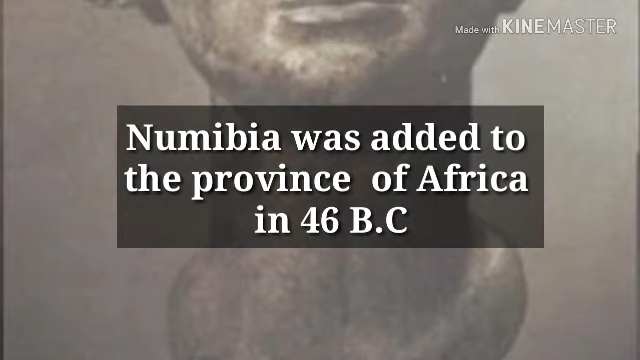 Made with KINEMASTER
Numibia was added to
the province of Africa
in 46 B.C